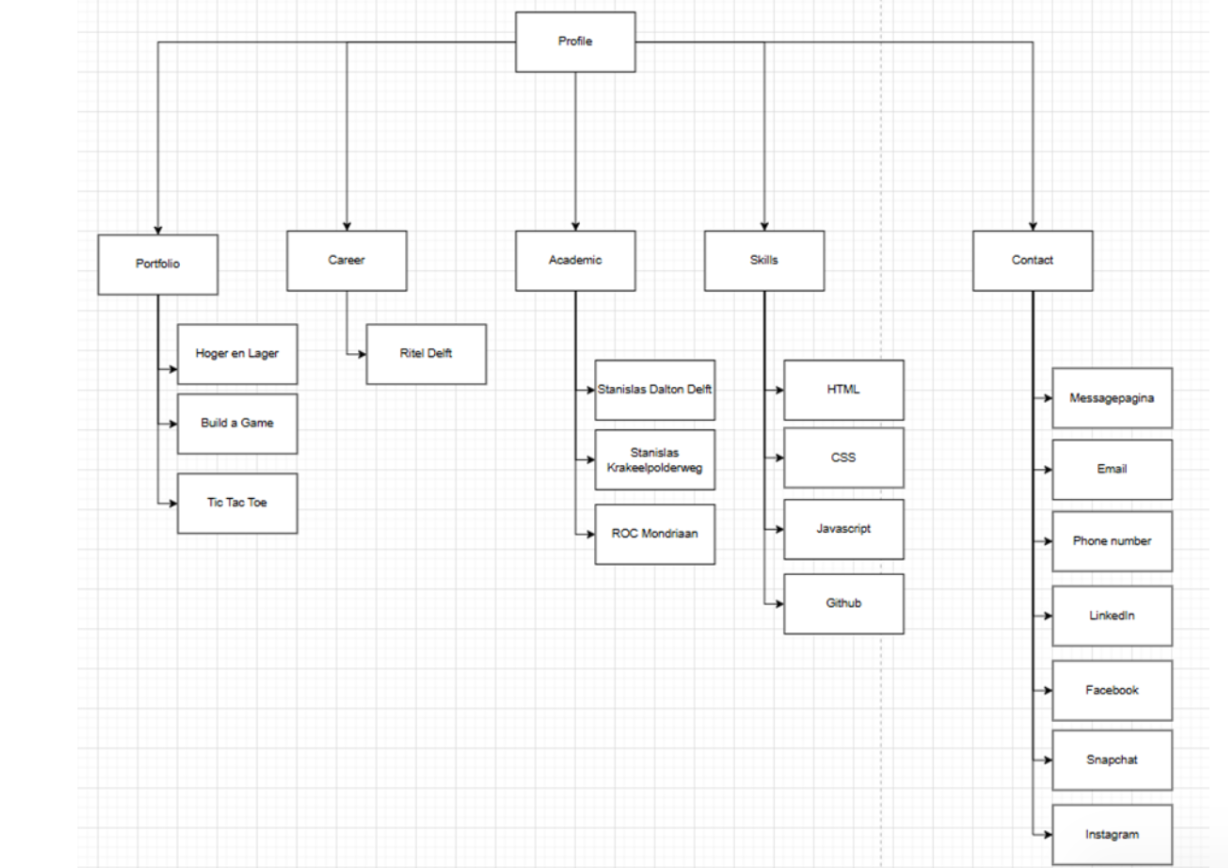 Profile
Portfolio
Career
Academic
Skills
Contact
Hoger en Lager
Build a Game
Tic Tac Toe
Ritel Delft
Stanislas Dalton Delft
Stanislas
Krakeelpolderweg
ROC Mondriaan
HTML
CSS
Javascript
Github
Messagepagina
Email
Phone number
LinkedIn
Facebook
Snapchat
Instagram